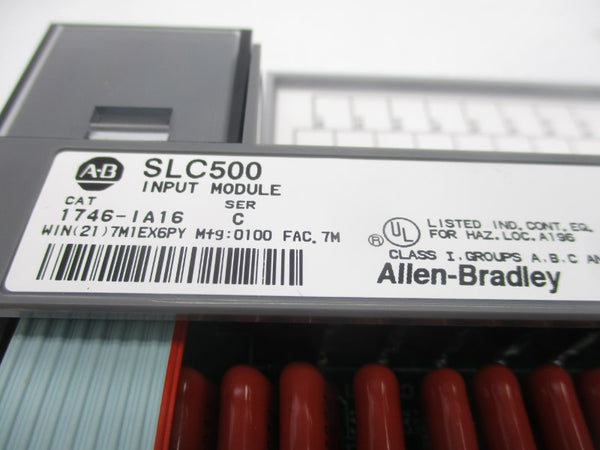 A-B SLC500
INPUT MODULE
CAT SER
1746-IA16 C
WIN(21)7M1EX6PY Mfg:0100 FAC.7M
UL LISTED IND.CONT.EQ.
® FOR HAZ.LOC.A196
CLASS I,GROUPS A,B,C AN
Allen-Bradley